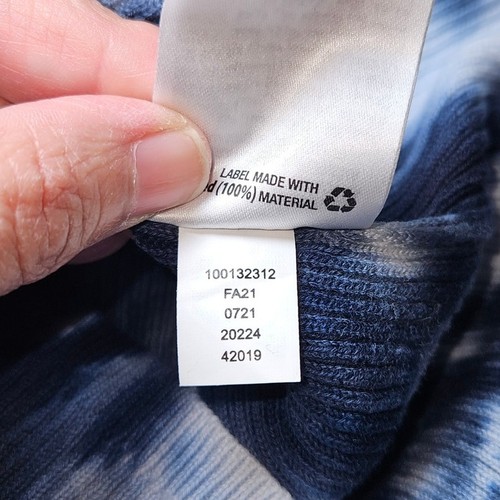 LABEL MADE WITH
(100%) MATERIAL
100132312
FA21
0721
20224
42019